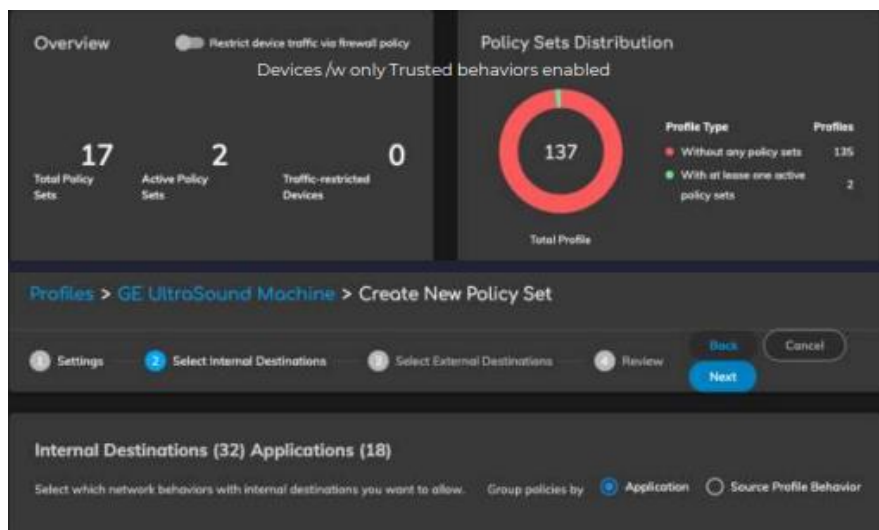 Overview
Restrict device traffic via firewall policy
Policy Sets Distribution
Devices /w only Trusted behaviors enabled
17
Total Policy
Sets
2
Active Policy
Sets
0
Traffic-restricted
Devices
137
Total Profile
Profile Type Profiles
Without any policy sets 135
With at lease one active
policy sets 2
Profiles > GE UltraSound Machine > Create New Policy Set
1 Settings
2 Select Internal Destinations
3 Select External Destinations
4 Review
Back
Cancel
Next
Internal Destinations (32) Applications (18)
Select which network behaviors with internal destinations you want to allow. Group policies by Application Source Profile Behavior